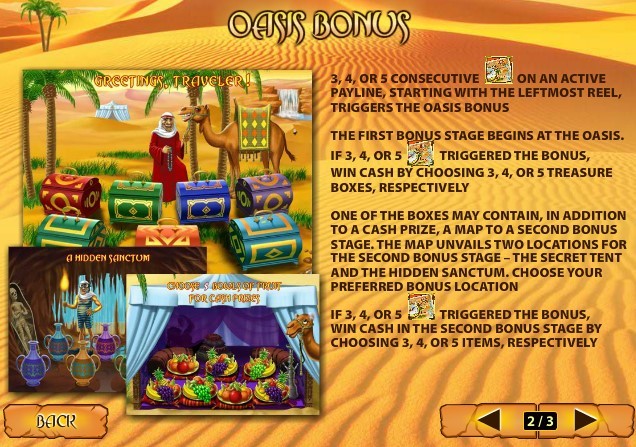 OASIS BONUS
GREETINGS, TRAVELER!
3, 4, OR 5 CONSECUTIVE ON AN ACTIVE
PAYLINE, STARTING WITH THE LEFTMOST REEL,
TRIGGERS THE OASIS BONUS
THE FIRST BONUS STAGE BEGINS AT THE OASIS.
IF 3, 4, OR 5 TRIGGERED THE BONUS,
WIN CASH BY CHOOSING 3, 4, OR 5 TREASURE
BOXES, RESPECTIVELY
ONE OF THE BOXES MAY CONTAIN, IN ADDITION
TO A CASH PRIZE, A MAP TO A SECOND BONUS
STAGE. THE MAP UNVAILS TWO LOCATIONS FOR
THE SECOND BONUS STAGE – THE SECRET TENT
AND THE HIDDEN SANCTUM. CHOOSE YOUR
PREFERRED BONUS LOCATION
IF 3, 4, OR 5 TRIGGERED THE BONUS,
WIN CASH IN THE SECOND BONUS STAGE BY
CHOOSING 3, 4, OR 5 ITEMS, RESPECTIVELY
A HIDDEN SANCTUM
CHOOSE 5 BOWLS OF FRUIT
FOR CASH PRIZES
BACK
2/3